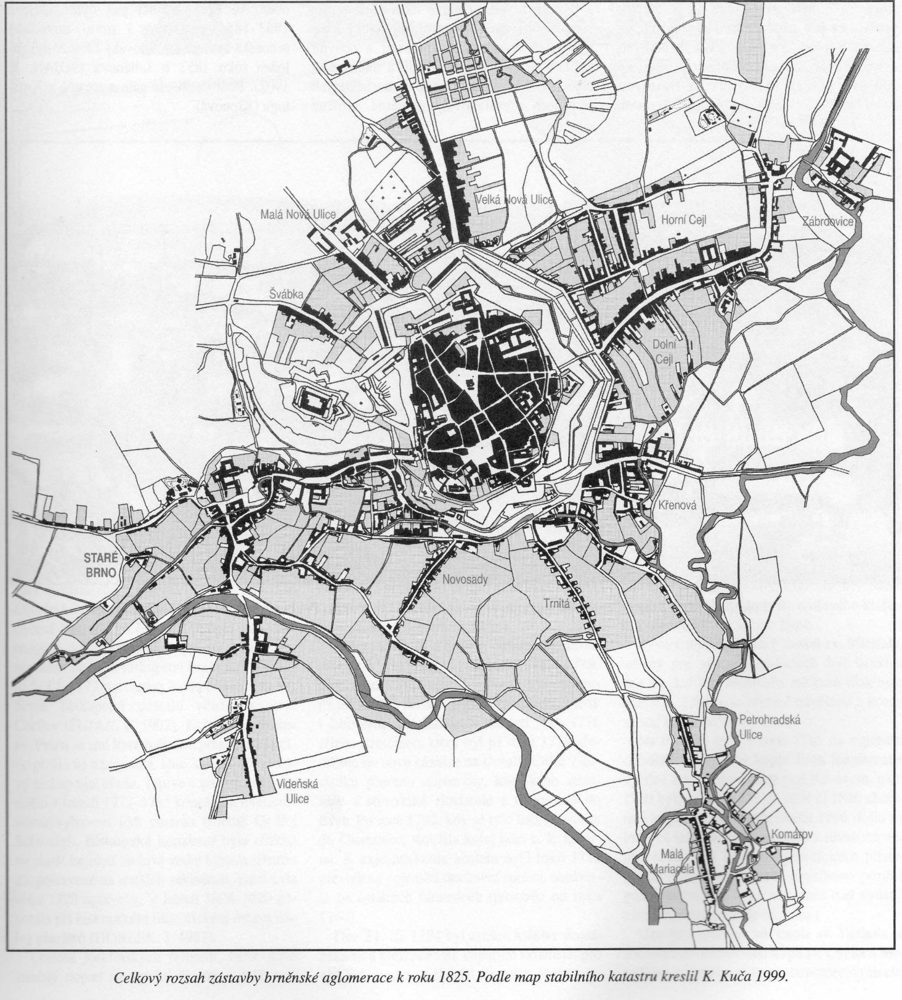 Velká Nová Ulice
Malá Nová Ulice
Horní Cejl
Zábrdovice
Švábka
Dolní
Cejl
Křenová
STARÉ
BRNO
Novosady
Trnitá
Petrohradská
Ulice
Vídeňská
Ulice
Komárov
Malá
Mariacela
Celkový rozsah zástavby brněnské aglomerace k roku 1825. Podle map stabilního katastru kreslil K. Kuča 1999.